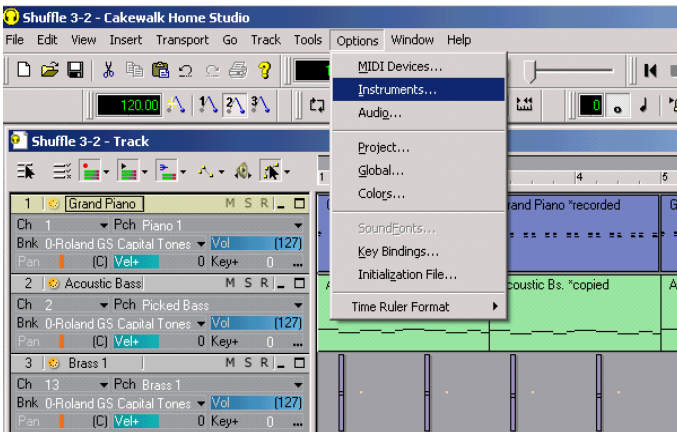 Shuffle 3-2 - Cakewalk Home Studio
File Edit View Insert Transport Go Track Tools Options Window Help
MIDI Devices...
Instruments...
Audio...
Project...
Global...
Colors...
SoundFonts...
Key Bindings...
Initialization File...
Time Ruler Format
120.00 1 2 3 0
Shuffle 3-2 - Track
1 4 5
1 Grand Piano M S R
Ch 1 Pch Piano 1
Bnk 0-Roland GS Capital Tones Vol (127)
Pan (C) Vel+ 0 Key+ 0 ...
rand Piano *recorded G
2 Acoustic Bass M S R
Ch 2 Pch Picked Bass
Bnk 0-Roland GS Capital Tones Vol (127)
Pan (C) Vel+ 0 Key+ 0 ...
coustic Bs. *copied A
3 Brass 1 M S R
Ch 13 Pch Brass 1
Bnk 0-Roland GS Capital Tones Vol (127)
Pan (C) Vel+ 0 Key+ 0 ...